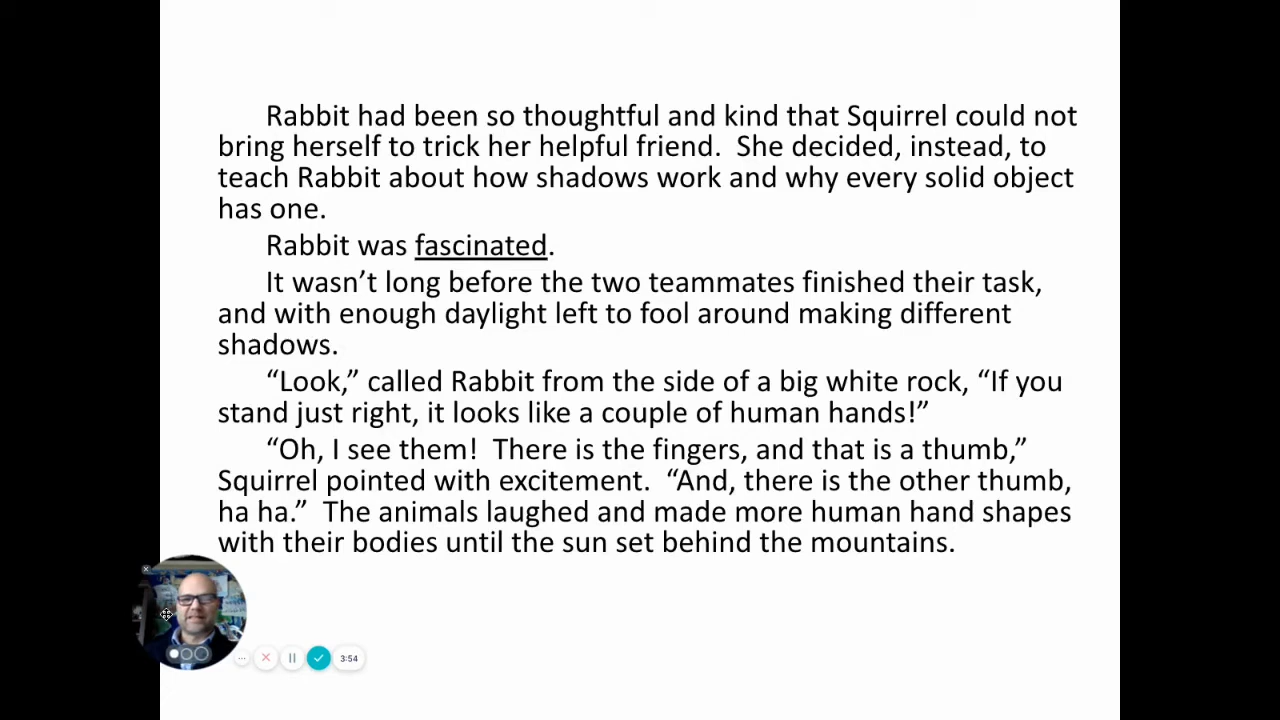 Rabbit had been so thoughtful and kind that Squirrel could not
bring herself to trick her helpful friend.  She decided, instead, to
teach Rabbit about how shadows work and why every solid object
has one.
Rabbit was fascinated.
It wasn’t long before the two teammates finished their task,
and with enough daylight left to fool around making different
shadows.
“Look,” called Rabbit from the side of a big white rock, “If you
stand just right, it looks like a couple of human hands!”
“Oh, I see them!  There is the fingers, and that is a thumb,”
Squirrel pointed with excitement.  “And, there is the other thumb,
ha ha.”  The animals laughed and made more human hand shapes
with their bodies until the sun set behind the mountains.
3:54